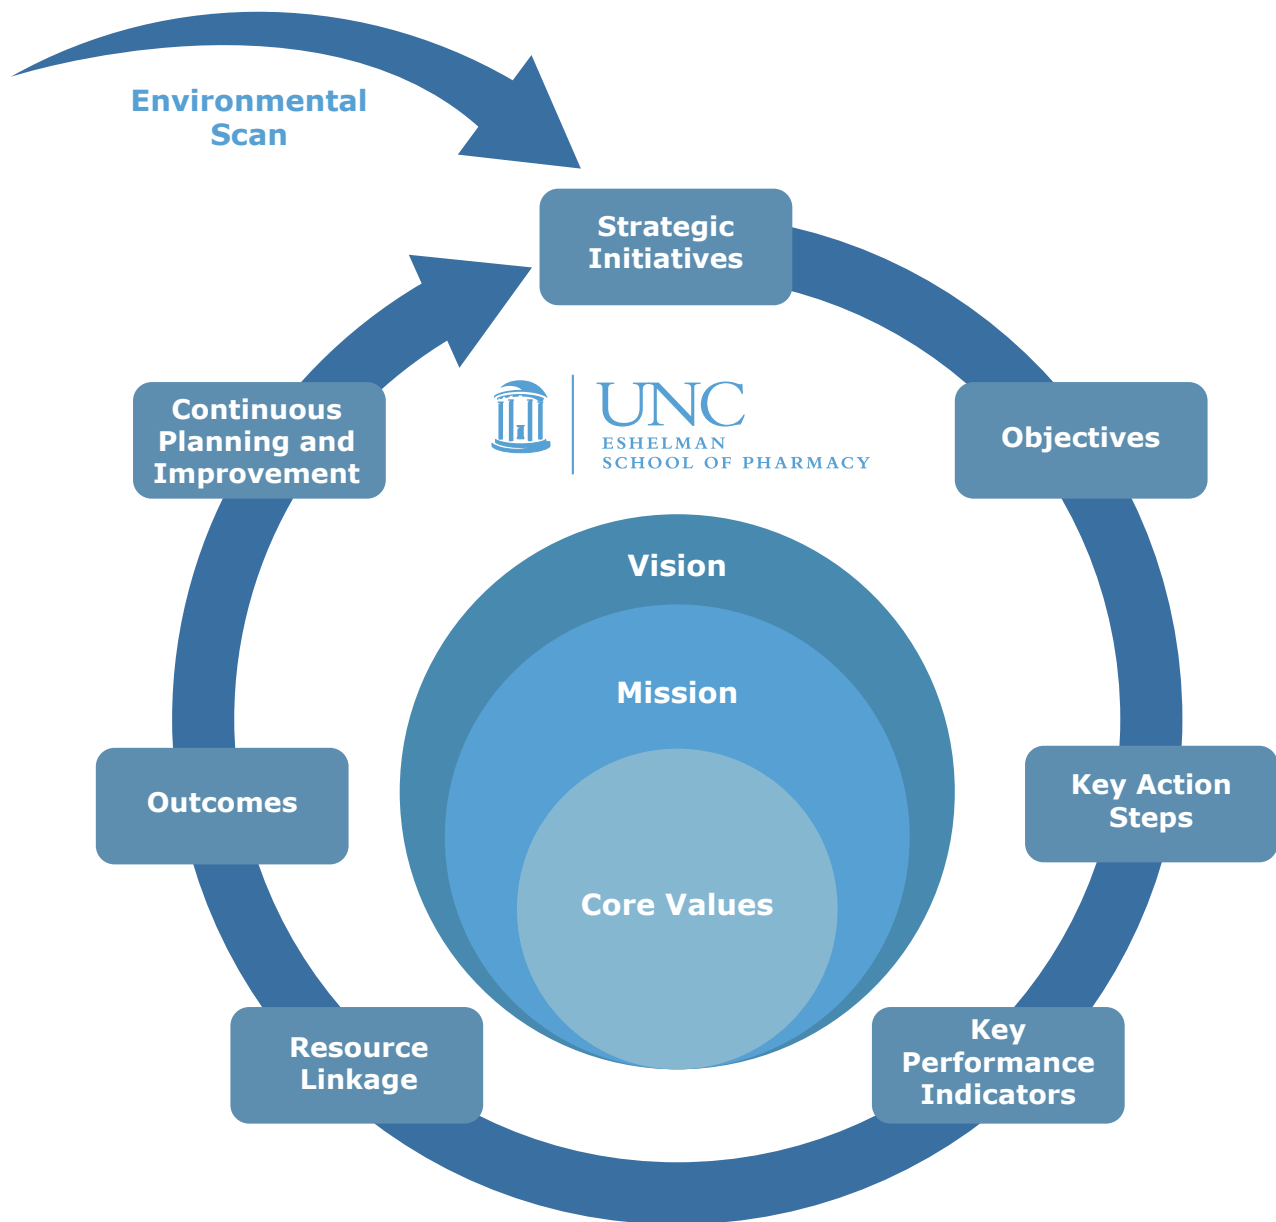 Environmental
Scan
Strategic
Initiatives
UNC
ESHELMAN
SCHOOL OF PHARMACY
Continuous
Planning and
Improvement
Objectives
Vision
Mission
Core Values
Outcomes
Key Action
Steps
Resource
Linkage
Key
Performance
Indicators